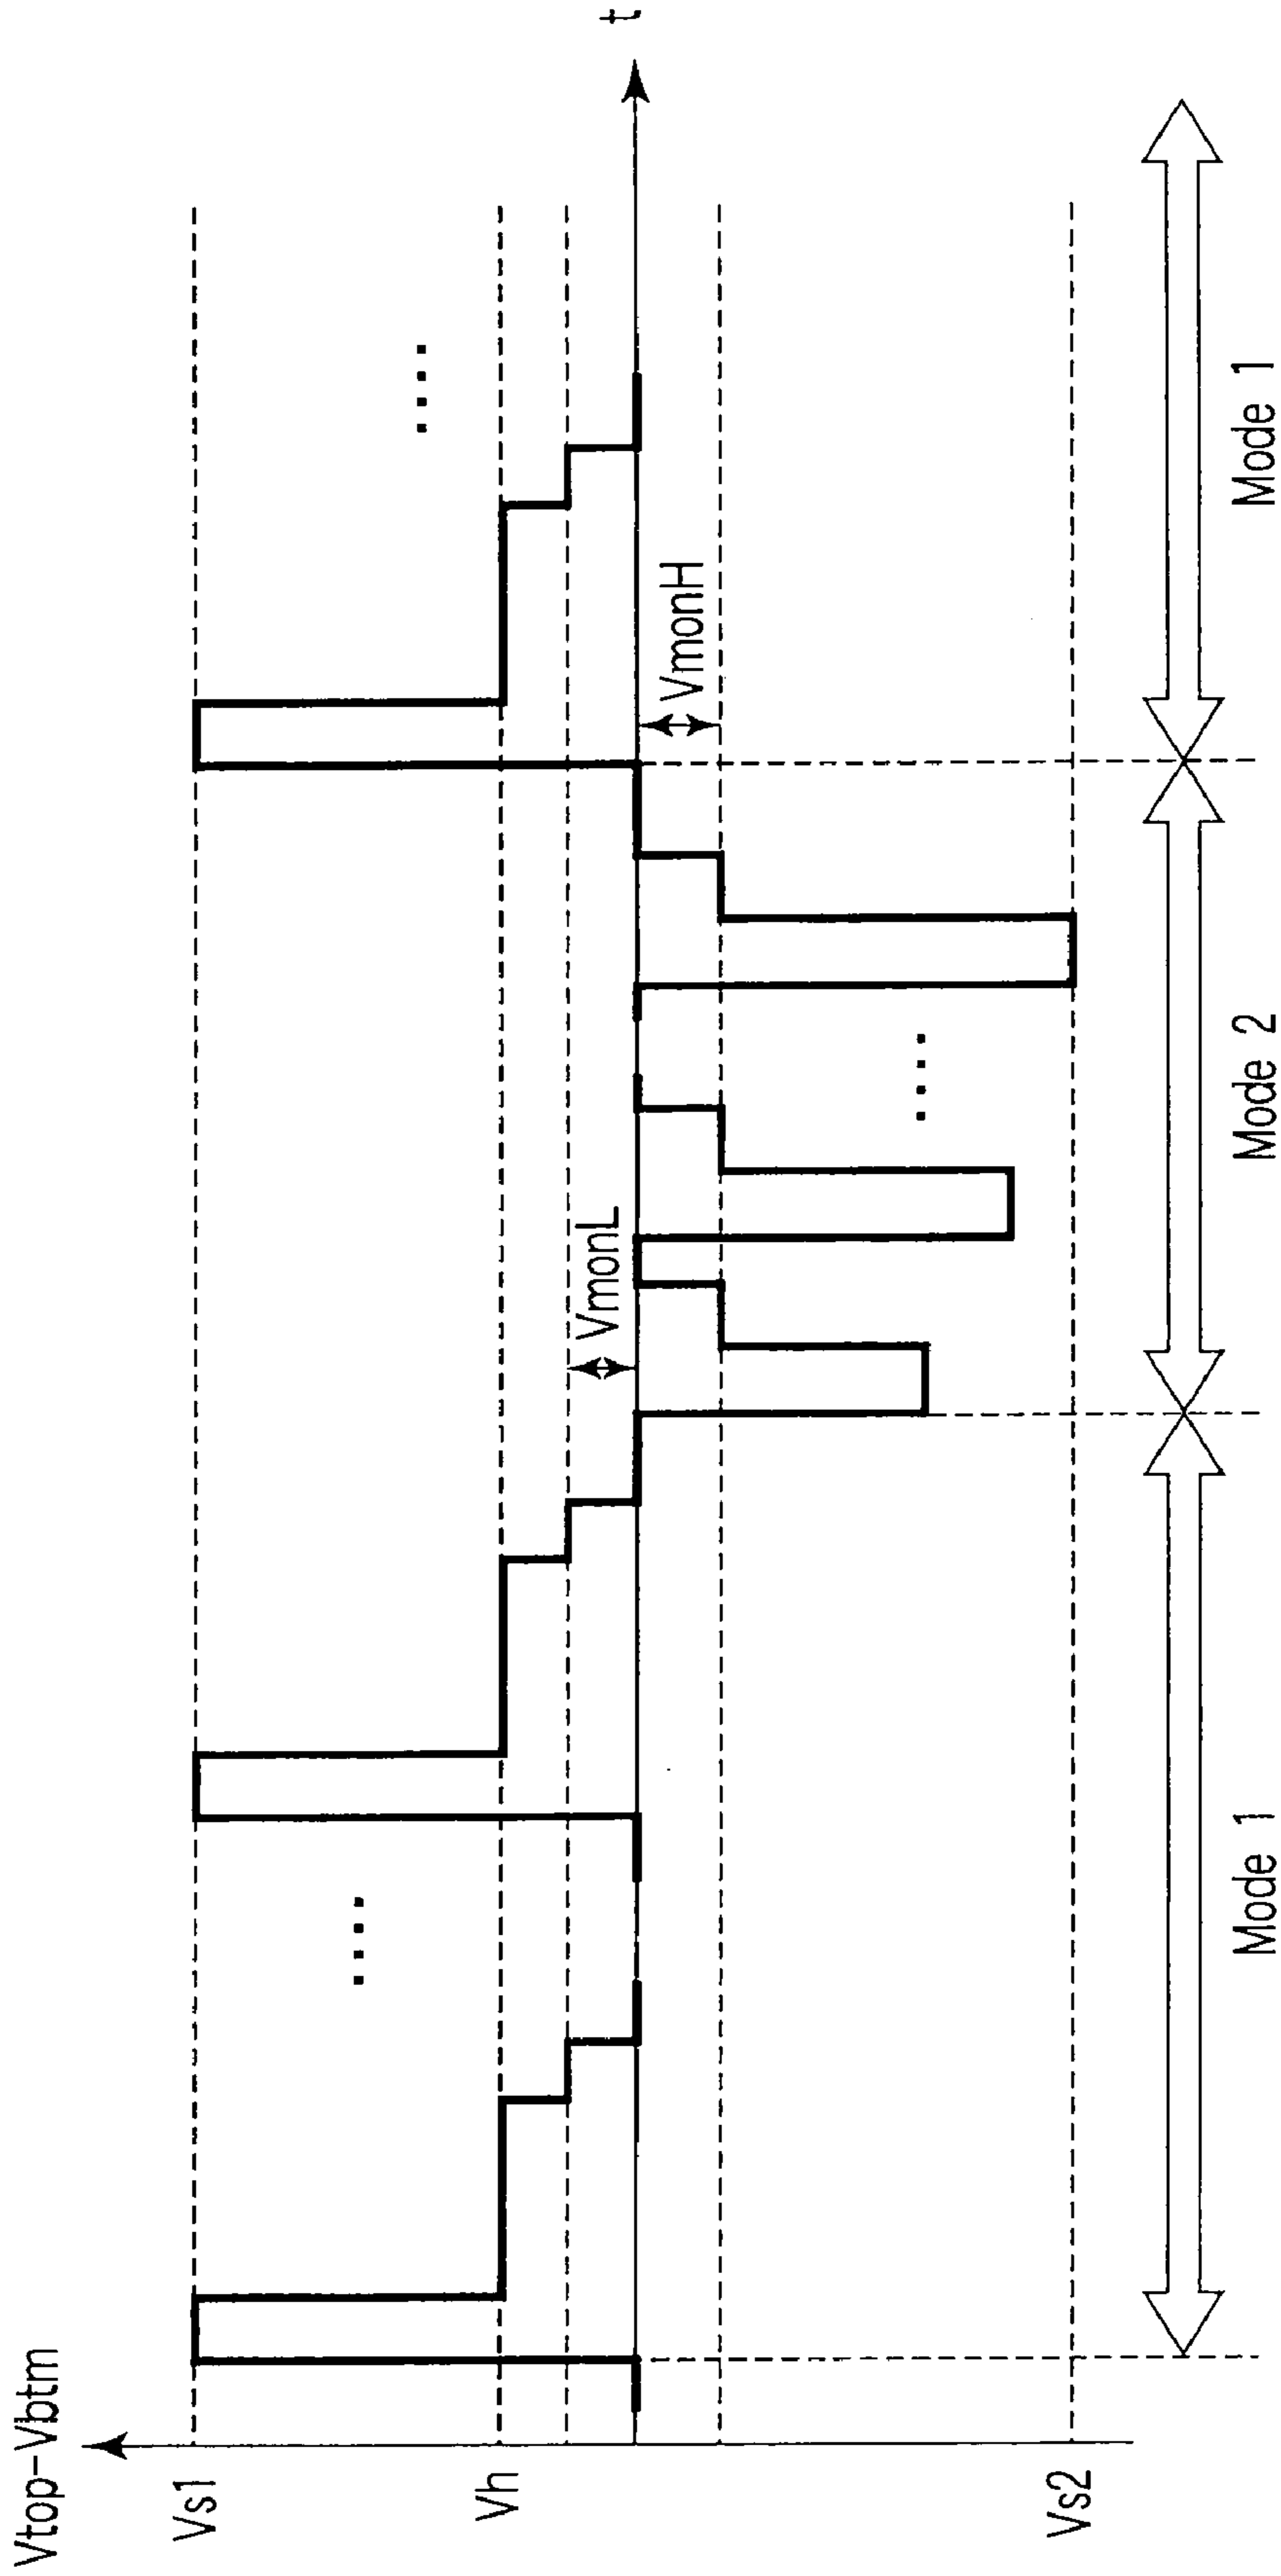 Vtop-Vbtm
Vs1
Vh
VmonL
VmonH
t
Vs2
Mode 1
Mode 2
Mode 1